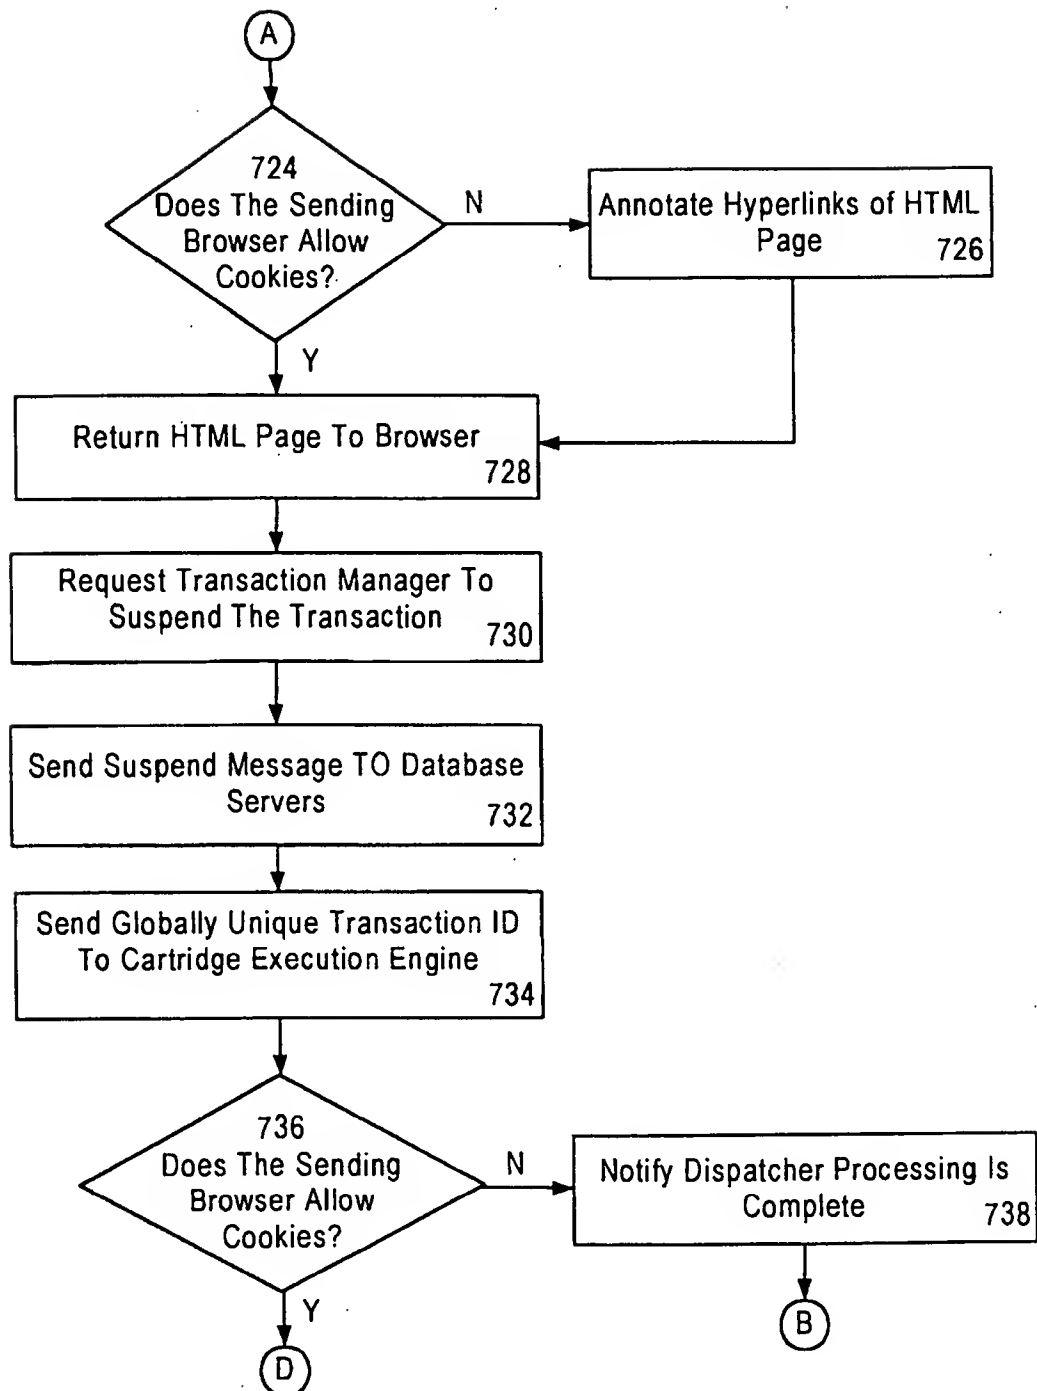 A
724
Does The Sending
Browser Allow
Cookies?
N
Annotate Hyperlinks of HTML
Page
726
Y
Return HTML Page To Browser
728
Request Transaction Manager To
Suspend The Transaction
730
Send Suspend Message TO Database
Servers
732
Send Globally Unique Transaction ID
To Cartridge Execution Engine
734
736
Does The Sending
Browser Allow
Cookies?
N
Notify Dispatcher Processing Is
Complete
738
Y
B
D